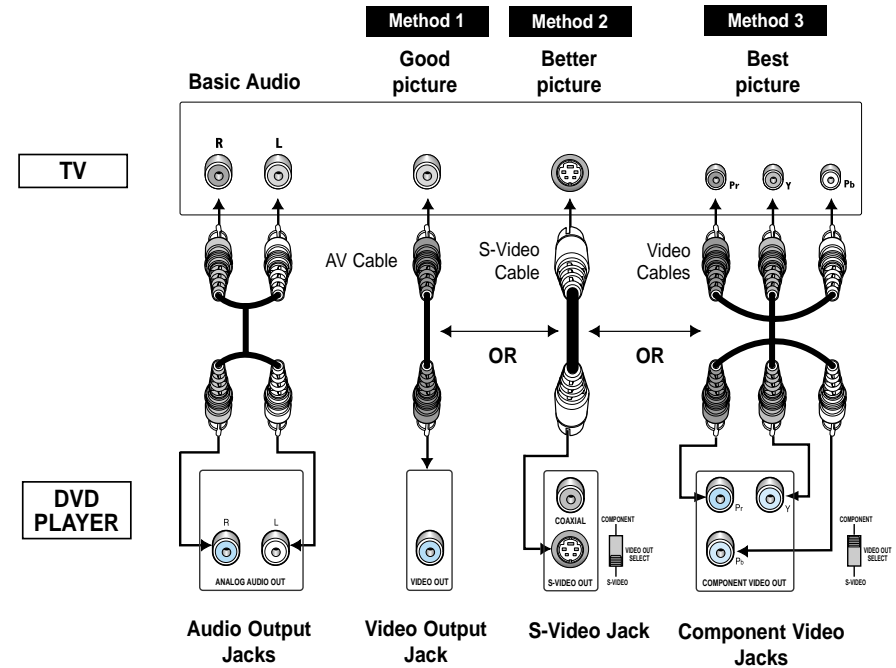 Method 1
Method 2
Method 3
Good
picture
Better
picture
Best
picture
Basic Audio
TV
R
L
Pr
Y
Pb
AV Cable
S-Video
Cable
Video
Cables
OR
OR
DVD
PLAYER
R
L
ANALOG AUDIO OUT
VIDEO OUT
COAXIAL
S-VIDEO OUT
COMPONENT
VIDEO OUT
SELECT
S-VIDEO
Pr
Y
Pb
COMPONENT VIDEO OUT
COMPONENT
VIDEO OUT
SELECT
S-VIDEO
Audio Output
Jacks
Video Output
Jack
S-Video Jack
Component Video
Jacks